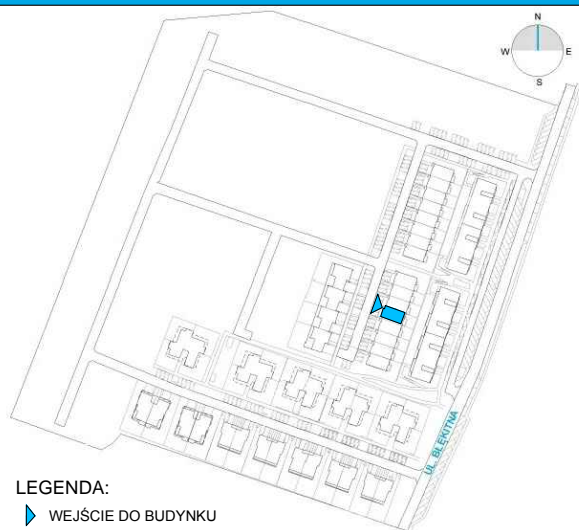 N
W E
S
UL. BŁĘKITNA
LEGENDA:
WEJŚCIE DO BUDYNKU